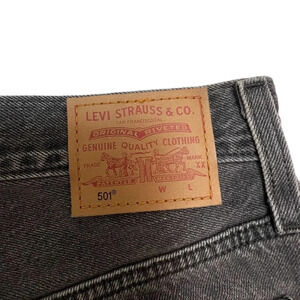 LEVI STRAUSS & CO.
SAN FRANCISCO, CAL.
ORIGINAL RIVETED
GENUINE QUALITY CLOTHING
TRADE MARK
XX
501® W L